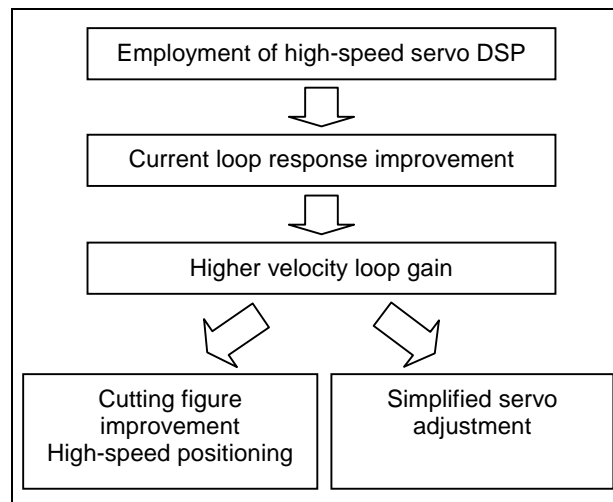 Employment of high-speed servo DSP
Current loop response improvement
Higher velocity loop gain
Cutting figure
improvement
High-speed positioning
Simplified servo
adjustment